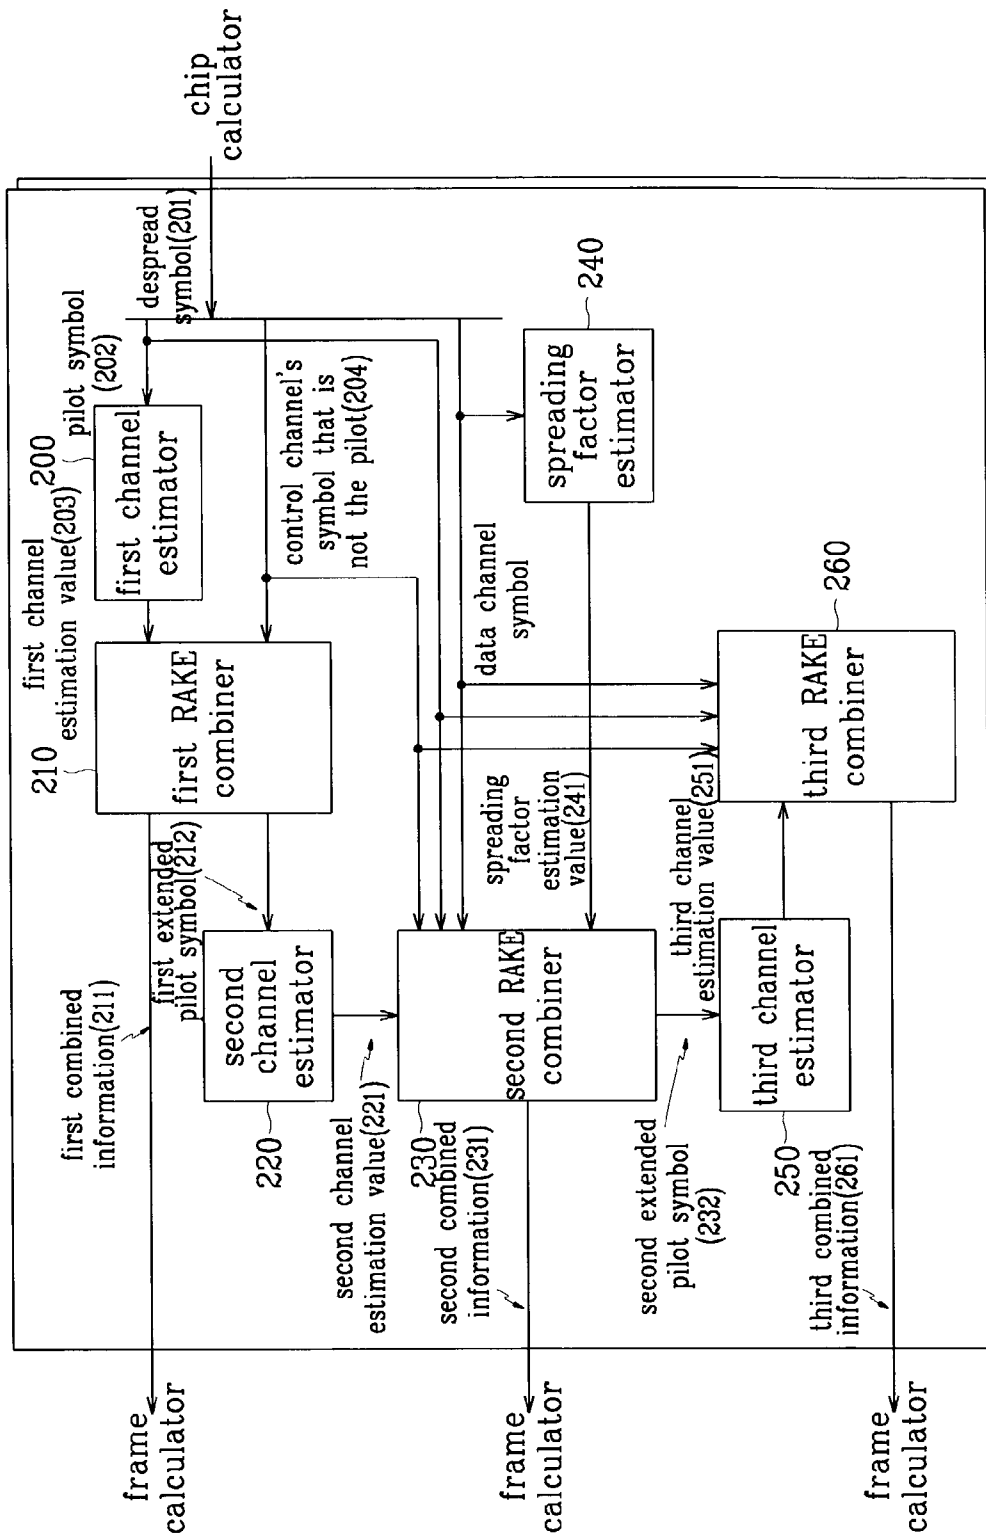 chip
calculator
despread
symbol(201)
pilot symbol
(202)
200
first channel
estimator
first channel
estimation value(203)
control channel's
symbol that is
not the pilot(204)
240
spreading
factor
estimator
data channel
symbol
210
first RAKE
combiner
first combined
information(211)
first extended
pilot symbol(212)
second
channel
estimator
220
second channel
estimation value(221)
spreading
factor
estimation
value(241)
230
second RAKE
combiner
second combined
information(231)
second extended
pilot symbol
(232)
third channel
estimation value(251)
third channel
estimator
250
260
third RAKE
combiner
third combined
information(261)
frame
calculator
frame
calculator
frame
calculator